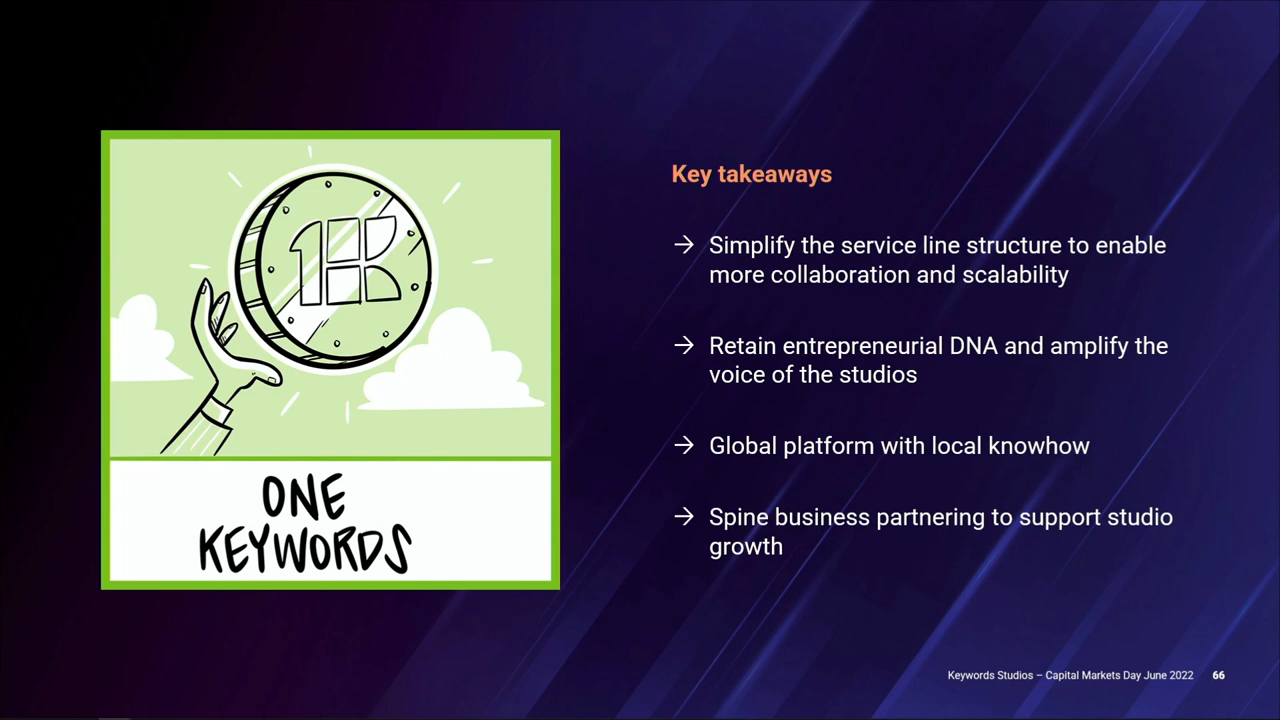 1K
ONE
KEYWORDS
Key takeaways
→ Simplify the service line structure to enable
more collaboration and scalability
→ Retain entrepreneurial DNA and amplify the
voice of the studios
→ Global platform with local knowhow
→ Spine business partnering to support studio
growth
Keywords Studios – Capital Markets Day June 2022 66